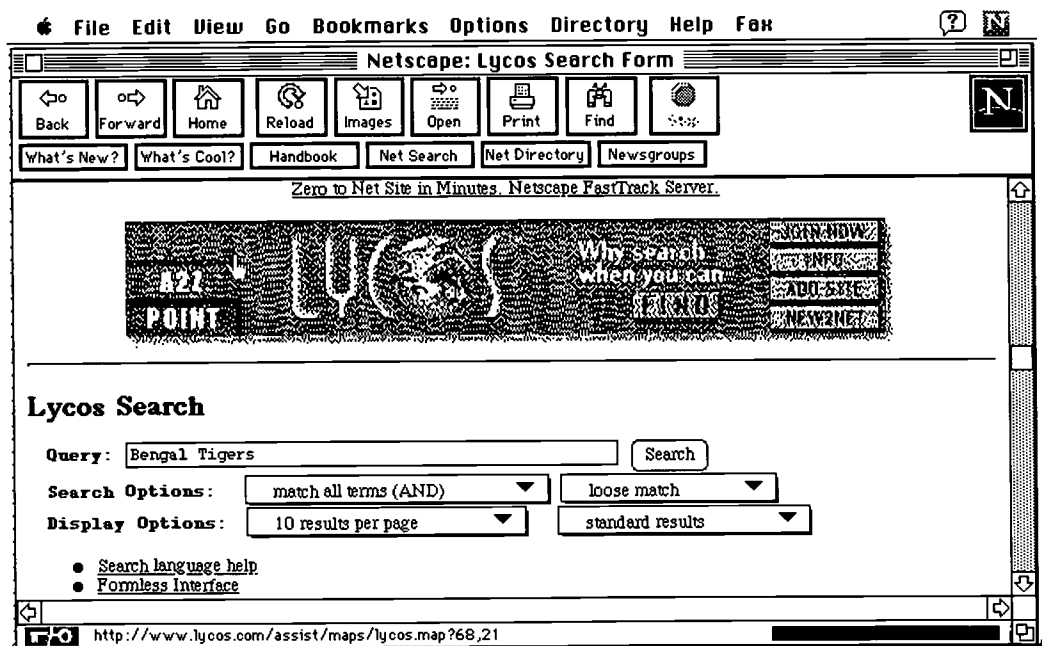 File Edit View Go Bookmarks Options Directory Help Fax
Netscape: Lycos Search Form
Back Forward Home Reload Images Open Print Find Stop
N
What's New? What's Cool? Handbook Net Search Net Directory Newsgroups
Zero to Net Site in Minutes. Netscape FastTrack Server.
A2Z
POINT
LYCOS
Why search
when you can
FIND
JOIN NOW
INFO
ADD SITE
NEW2NET
Lycos Search
Query: Bengal Tigers Search
Search Options: match all terms (AND) loose match
Display Options: 10 results per page standard results
● Search language help
● Formless Interface
http://www.lycos.com/assist/maps/lycos.map?68,21